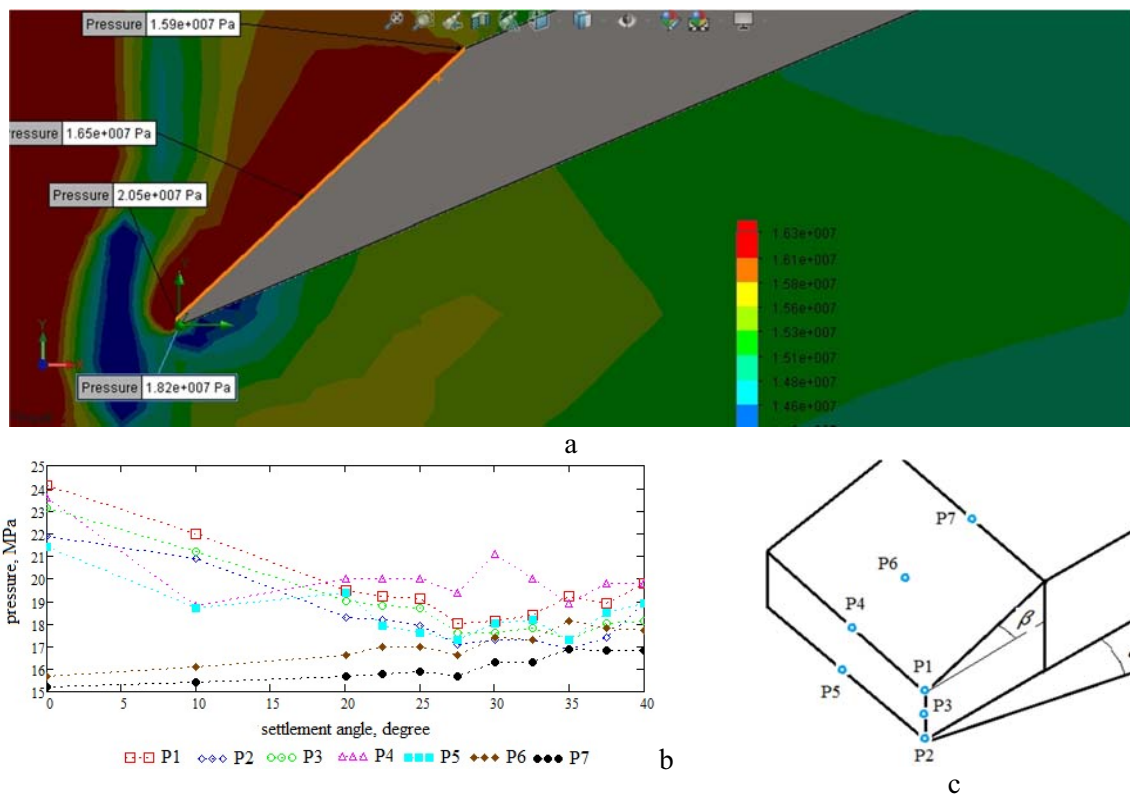 Pressure 1.59e+007 Pa
ressure 1.65e+007 Pa
Pressure 2.05e+007 Pa
Pressure 1.82e+007 Pa
Y
X
1.63e+007
1.61e+007
1.58e+007
1.56e+007
1.53e+007
1.51e+007
1.48e+007
1.46e+007
a
pressure, MPa
25
24
23
22
21
20
19
18
17
16
15
0 5 10 15 20 25 30 35 40
settlement angle, degree
P1 P2 P3 P4 P5 P6 P7
b
P7
P6
P4
β
P1
P5
P3
P2
c